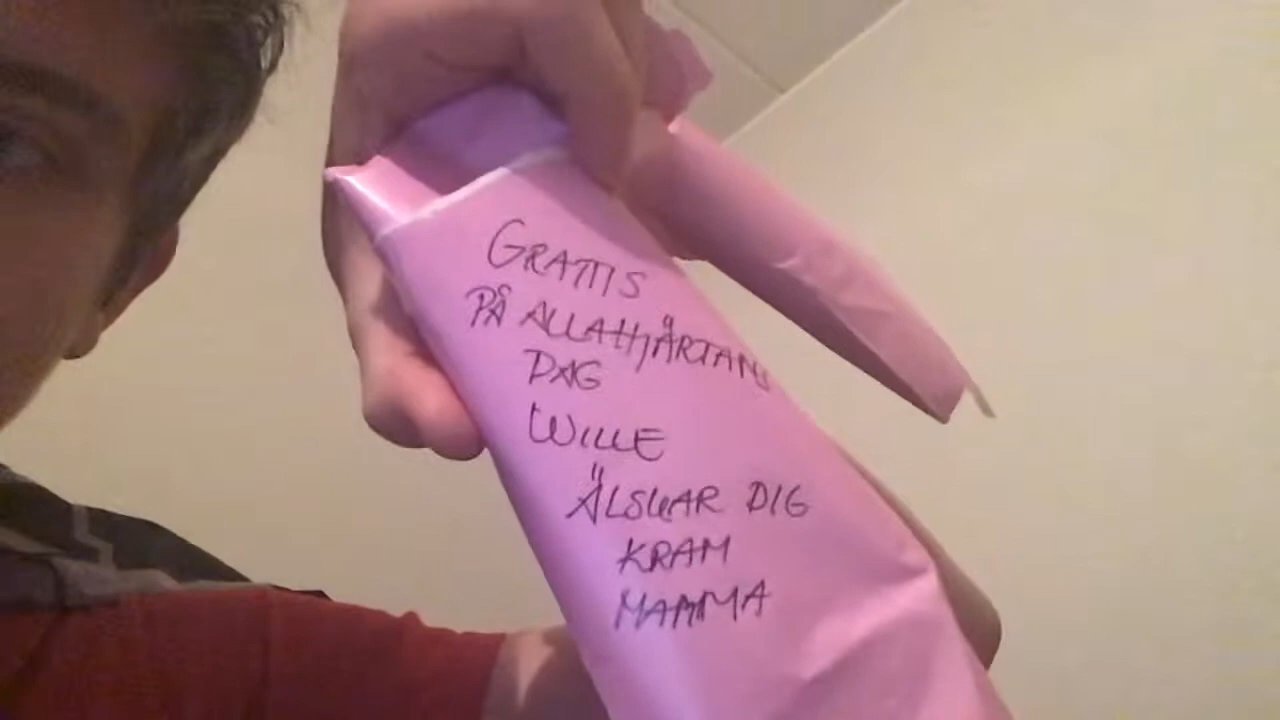 GRATTIS
PÅ ALLAHJÄRTANS
DAG
WILLE
ÄLSKAR DIG
KRAM
MAMMA